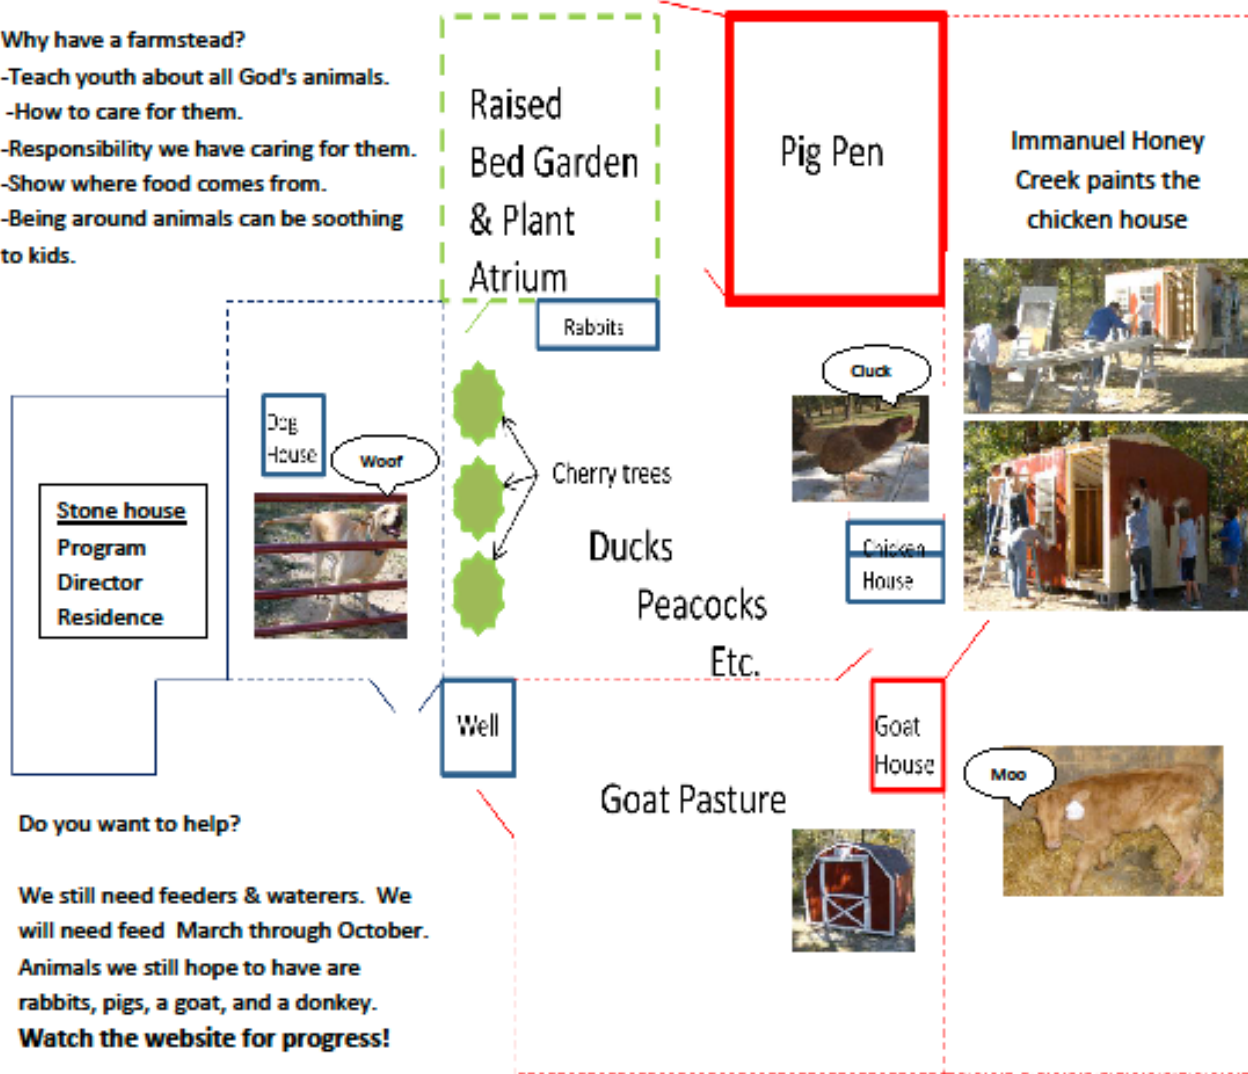 Why have a farmstead?
-Teach youth about all God's animals.
-How to care for them.
-Responsibility we have caring for them.
-Show where food comes from.
-Being around animals can be soothing
to kids.
Raised
Bed Garden
& Plant
Atrium
Pig Pen
Immanuel Honey
Creek paints the
chicken house
Rabbits
Cluck
Dog
House
Woof
Cherry trees
Stone house
Program
Director
Residence
Ducks
Peacocks
Etc.
Chicken
House
Well
Goat
House
Goat Pasture
Moo
Do you want to help?
We still need feeders & waterers. We
will need feed March through October.
Animals we still hope to have are
rabbits, pigs, a goat, and a donkey.
Watch the website for progress!